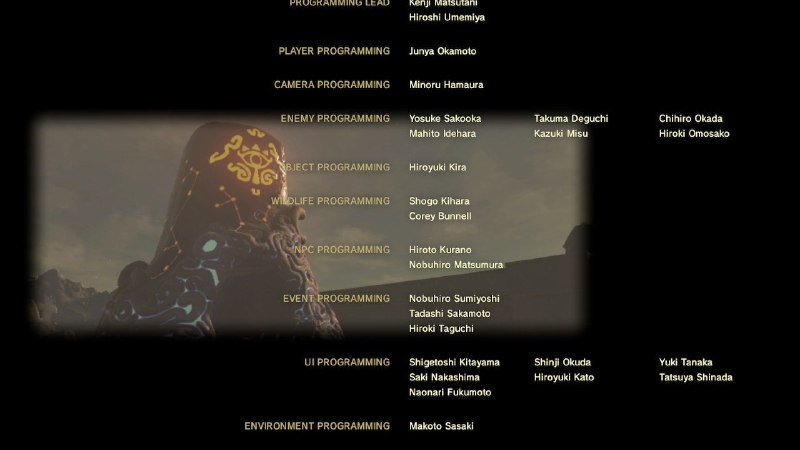 PROGRAMMING LEAD Kenji Matsutani
Hiroshi Umemiya
PLAYER PROGRAMMING Junya Okamoto
CAMERA PROGRAMMING Minoru Hamaura
ENEMY PROGRAMMING Yosuke Sakooka Takuma Deguchi Chihiro Okada
Mahito Idehara Kazuki Misu Hiroki Omosako
OBJECT PROGRAMMING Hiroyuki Kira
WILDLIFE PROGRAMMING Shogo Kihara
Corey Bunnell
NPC PROGRAMMING Hiroto Kurano
Nobuhiro Matsumura
EVENT PROGRAMMING Nobuhiro Sumiyoshi
Tadashi Sakamoto
Hiroki Taguchi
UI PROGRAMMING Shigetoshi Kitayama Shinji Okuda Yuki Tanaka
Saki Nakashima Hiroyuki Kato Tatsuya Shinada
Naonari Fukumoto
ENVIRONMENT PROGRAMMING Makoto Sasaki